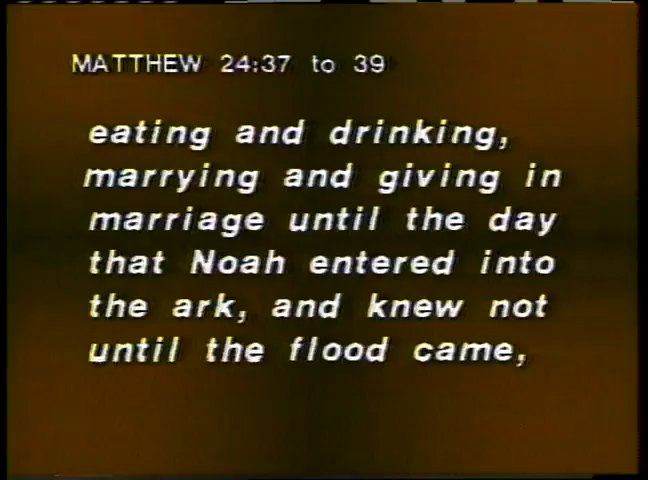 MATTHEW 24:37 to 39
eating and drinking,
marrying and giving in
marriage until the day
that Noah entered into
the ark, and knew not
until the flood came,